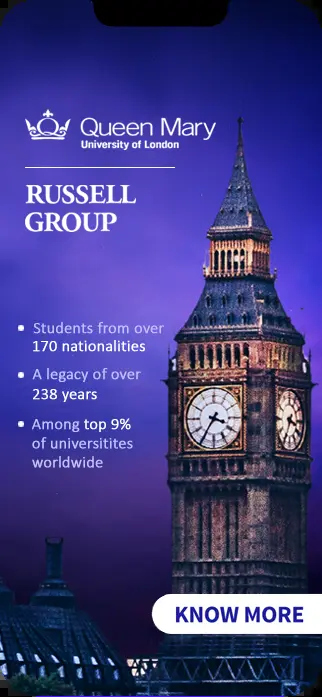 Queen Mary
University of London
RUSSELL
GROUP
Students from over
170 nationalities
A legacy of over
238 years
Among top 9%
of universitites
worldwide
KNOW MORE